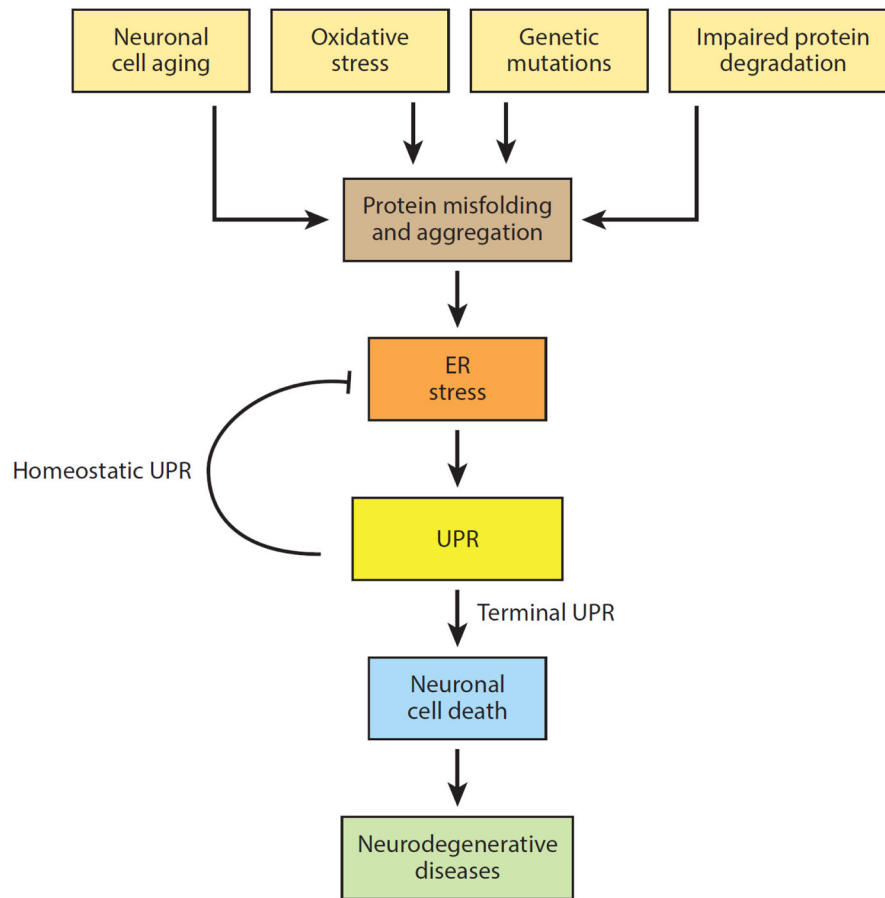 Neuronal
cell aging
Oxidative
stress
Genetic
mutations
Impaired protein
degradation
Protein misfolding
and aggregation
ER
stress
Homeostatic UPR
UPR
Terminal UPR
Neuronal
cell death
Neurodegenerative
diseases